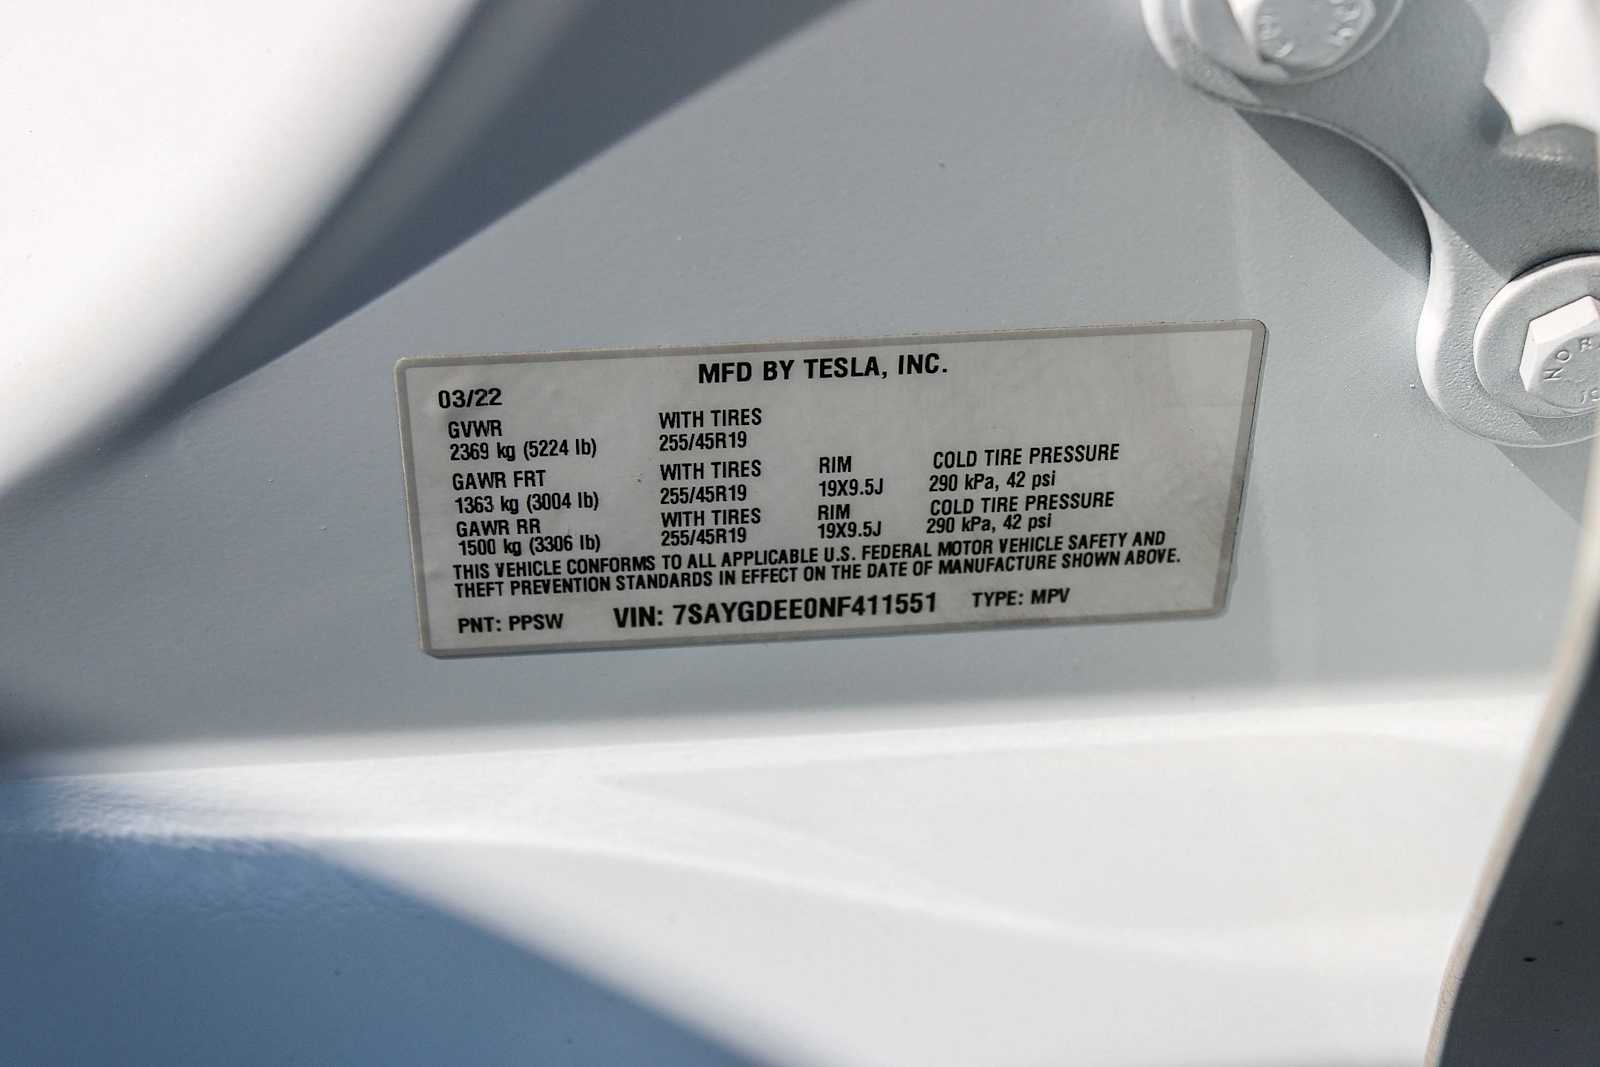 MFD BY TESLA, INC.
03/22
GVWR WITH TIRES
2369 kg (5224 lb) 255/45R19
GAWR FRT WITH TIRES RIM COLD TIRE PRESSURE
1363 kg (3004 lb) 255/45R19 19X9.5J 290 kPa, 42 psi
GAWR RR WITH TIRES RIM COLD TIRE PRESSURE
1500 kg (3306 lb) 255/45R19 19X9.5J 290 kPa, 42 psi
THIS VEHICLE CONFORMS TO ALL APPLICABLE U.S. FEDERAL MOTOR VEHICLE SAFETY AND
THEFT PREVENTION STANDARDS IN EFFECT ON THE DATE OF MANUFACTURE SHOWN ABOVE.
PNT: PPSW VIN: 7SAYGDEE0NF411551 TYPE: MPV